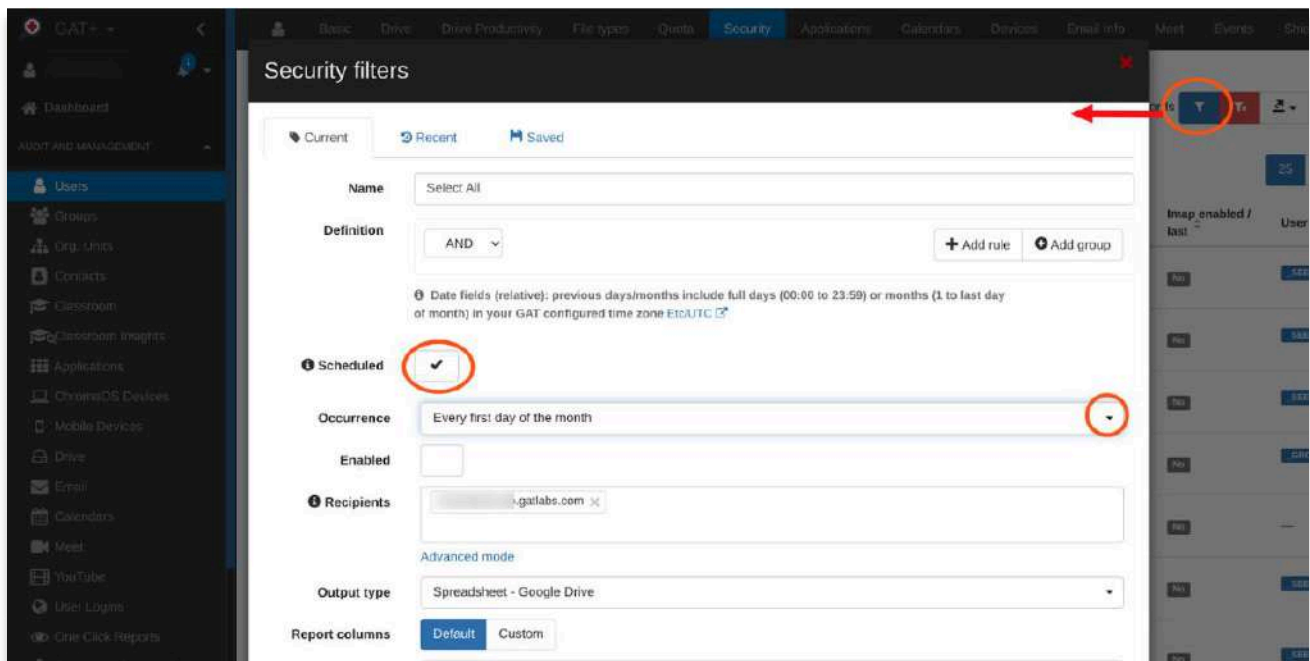 GAT+
Basic Drive Drive Productivity File types Quota Security Applications Calendars Devices Email info Meet Events
Security filters
Dashboard
AUDIT AND MANAGEMENT
Users
Groups
Org. Units
Contacts
Classroom
Classroom Insights
Applications
ChromeOS Devices
Mobile Devices
Drive
Email
Calendars
Meet
YouTube
User Logins
One Click Reports
Current Recent Saved
Name Select All
Definition AND Add rule Add group
Date fields (relative): previous days/months include full days (00:00 to 23:59) or months (1 to last day
of month) in your GAT configured time zone Etc/UTC
Scheduled
Occurrence Every first day of the month
Enabled
Recipients .gatlabs.com
Advanced mode
Output type Spreadsheet - Google Drive
Report columns Default Custom
25
Imap enabled /
last
User
No
No
No
No
No
No
No